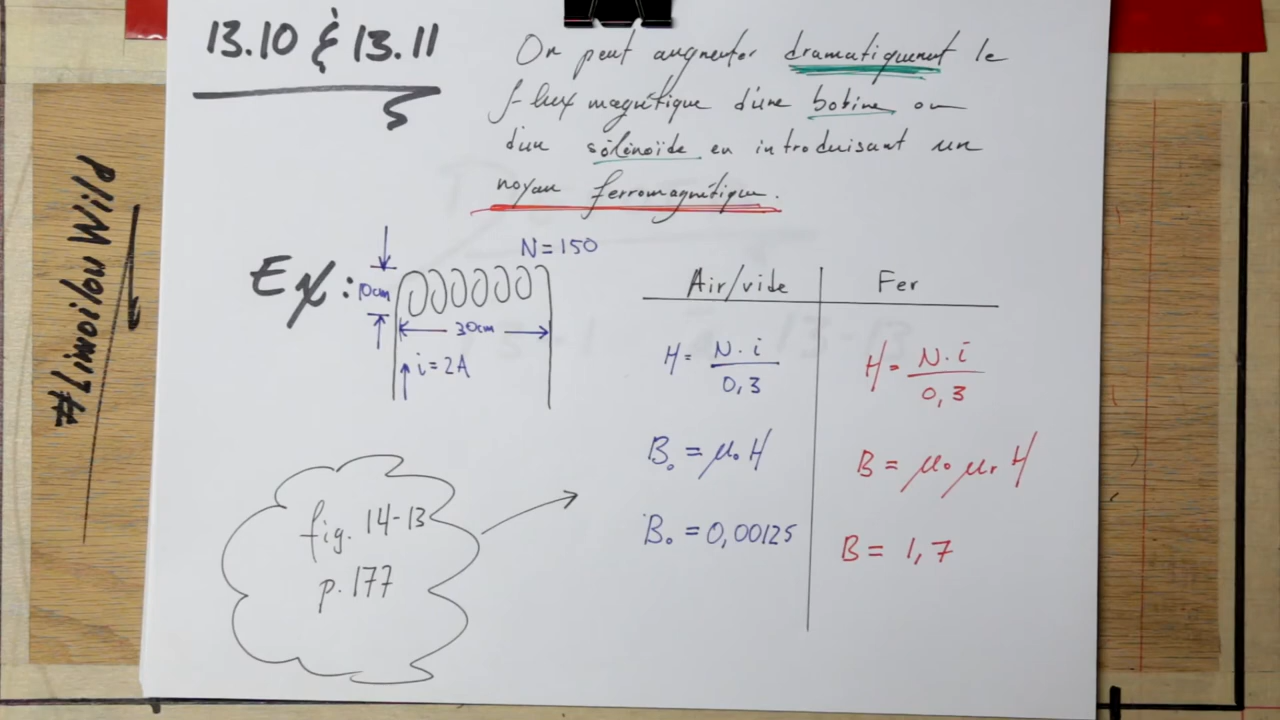 13.10 & 13.11
On peut augmenter dramatiquement le
flux magnétique d'une bobine ou
d'un solénoïde en introduisant un
noyau ferromagnétique.
#Limoilou Wild
Ex:
N=150
10cm
30cm
i=2A
fig. 14-13
p.177
Air/vide
Fer
H = N·i / 0,3
H = N·i / 0,3
B₀ = μ₀ H
B = μ₀ μr H
B₀ = 0,00125
B = 1,7